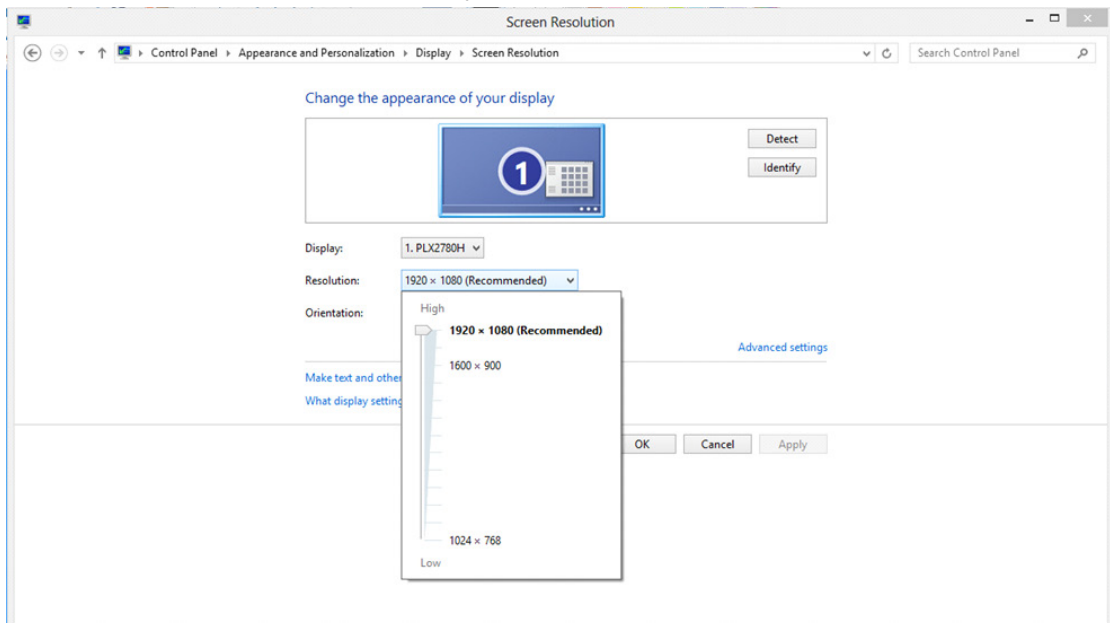 Screen Resolution
Control Panel Appearance and Personalization Display Screen Resolution
Search Control Panel
Change the appearance of your display
1
Detect
Identify
Display: 1. PLX2780H
Resolution: 1920 × 1080 (Recommended)
Orientation:
High
1920 × 1080 (Recommended)
1600 × 900
1024 × 768
Low
Advanced settings
Make text and other
What display setting
OK Cancel Apply